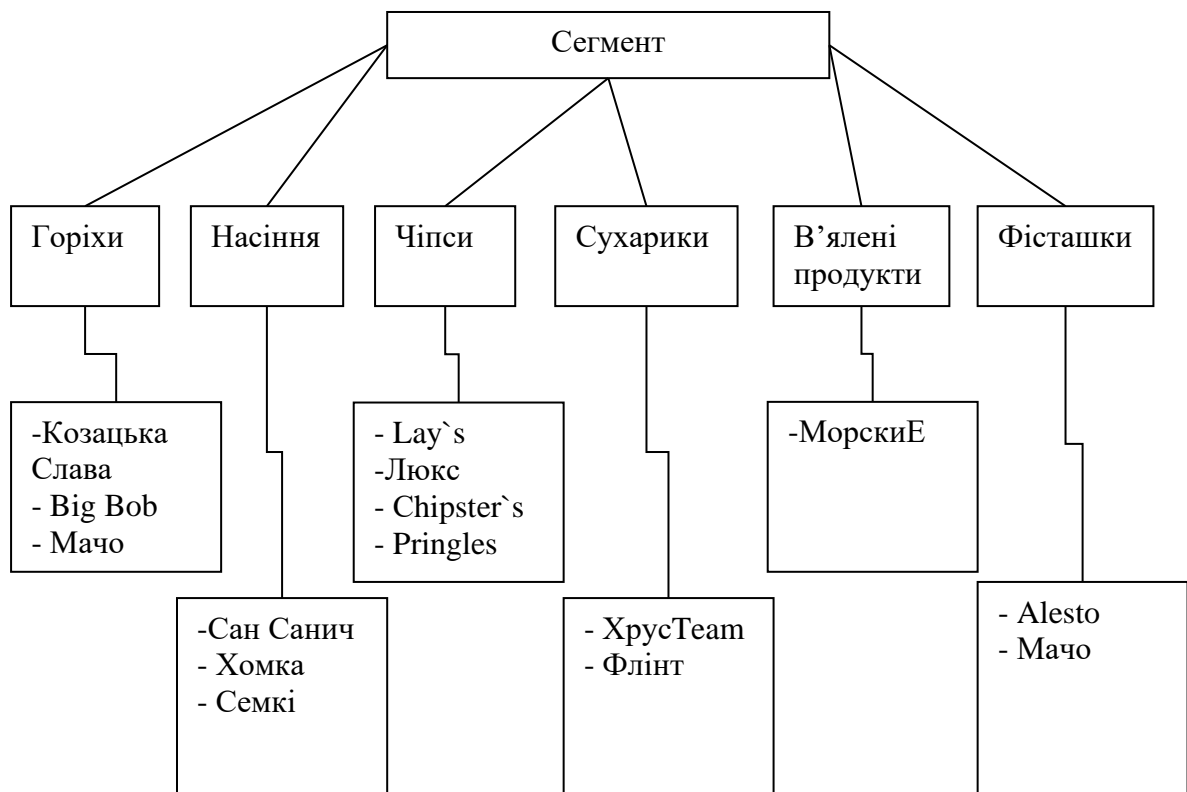 Сегмент
Горіхи
Насіння
Чіпси
Сухарики
В’ялені
продукти
Фісташки
-Козацька
Слава
- Big Bob
- Мачо
- Lay`s
-Люкс
- Chipster`s
- Pringles
-МорскиЕ
-Сан Санич
- Хомка
- Семкі
- ХрусTeam
- Флінт
- Alesto
- Мачо